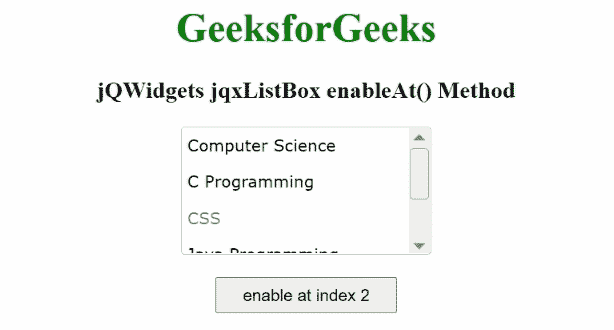 GeeksforGeeks
jQWidgets jqxListBox enableAt() Method
Computer Science
C Programming
CSS
Java Programming
enable at index 2